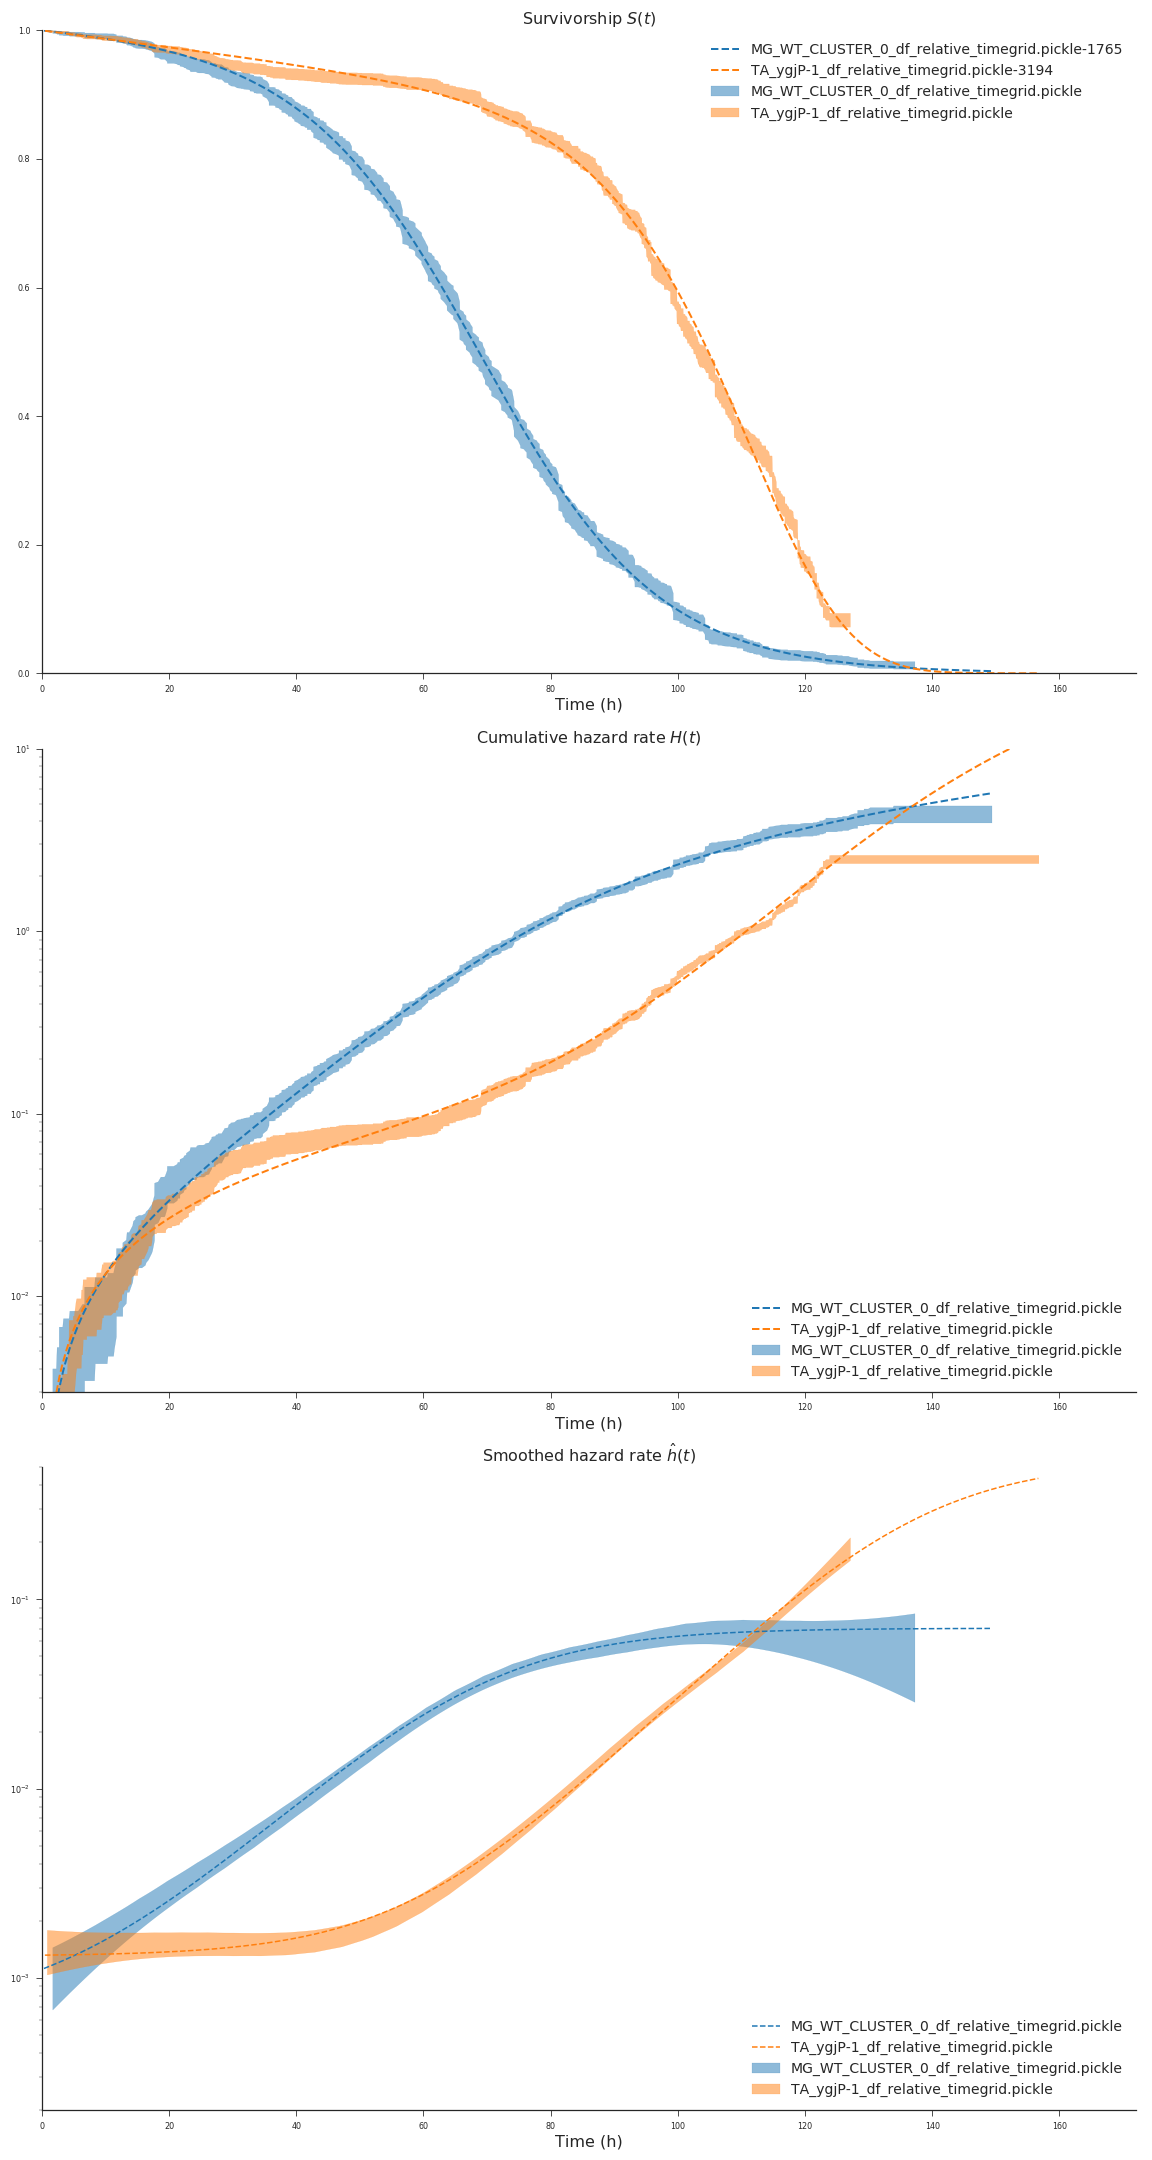 Survivorship S(t)
1.0
0.8
0.6
0.4
0.2
0.0
MG_WT_CLUSTER_0_df_relative_timegrid.pickle-1765
TA_ygjP-1_df_relative_timegrid.pickle-3194
MG_WT_CLUSTER_0_df_relative_timegrid.pickle
TA_ygjP-1_df_relative_timegrid.pickle
0 20 40 60 80 100 120 140 160
Time (h)
Cumulative hazard rate H(t)
10¹
10⁰
10⁻¹
10⁻²
MG_WT_CLUSTER_0_df_relative_timegrid.pickle
TA_ygjP-1_df_relative_timegrid.pickle
MG_WT_CLUSTER_0_df_relative_timegrid.pickle
TA_ygjP-1_df_relative_timegrid.pickle
0 20 40 60 80 100 120 140 160
Time (h)
Smoothed hazard rate ĥ(t)
10⁻¹
10⁻²
10⁻³
MG_WT_CLUSTER_0_df_relative_timegrid.pickle
TA_ygjP-1_df_relative_timegrid.pickle
MG_WT_CLUSTER_0_df_relative_timegrid.pickle
TA_ygjP-1_df_relative_timegrid.pickle
0 20 40 60 80 100 120 140 160
Time (h)